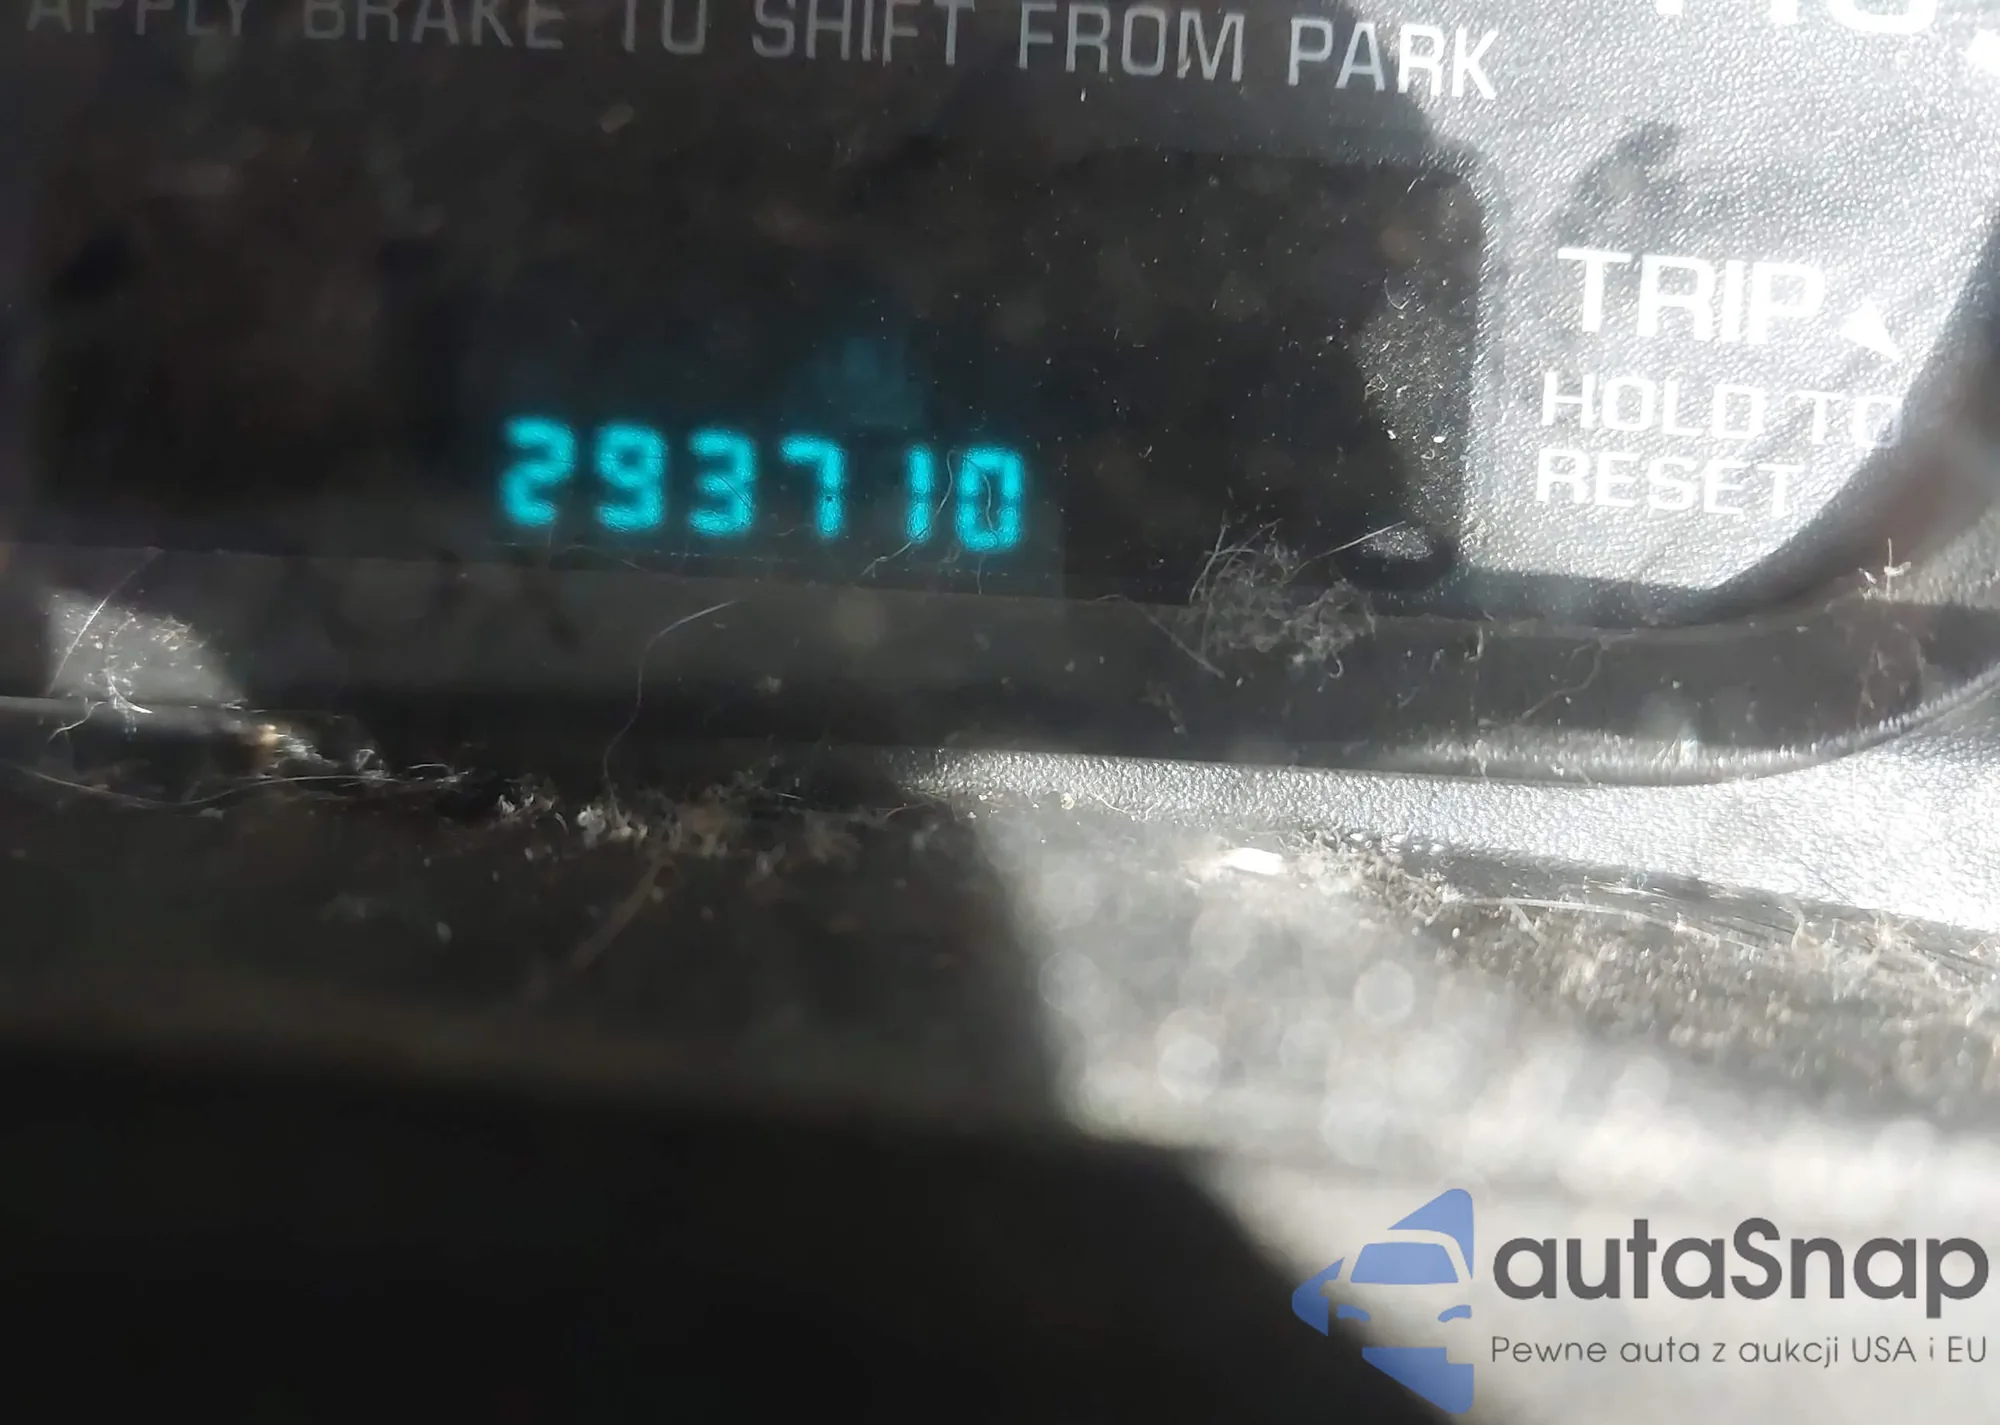 APPLY BRAKE TO SHIFT FROM PARK
TRIP
HOLD TO
RESET
293710
autaSnap
Pewne auta z aukcji USA i EU